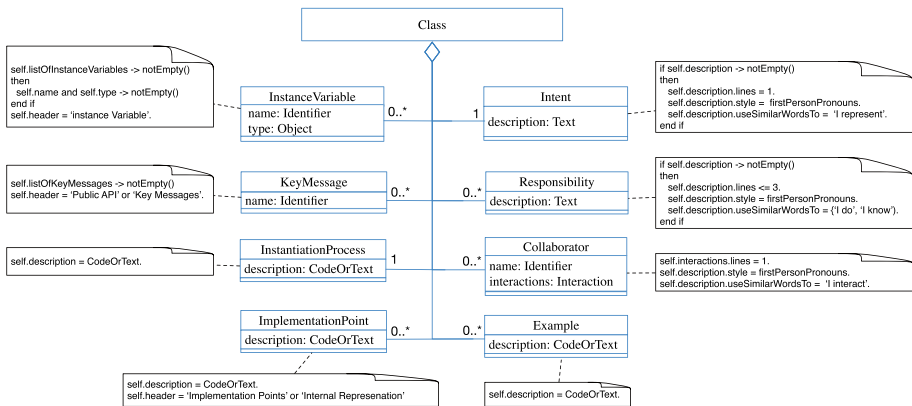 Class
self.listOfInstanceVariables -> notEmpty()
then
self.name and self.type -> notEmpty()
end if
self.header = 'instance Variable'.
InstanceVariable
name: Identifier
type: Object
0..*
1
Intent
description: Text
if self.description -> notEmpty()
then
self.description.lines = 1.
self.description.style = firstPersonPronouns.
self.description.useSimilarWordsTo = 'I represent'.
end if
self.listOfKeyMessages -> notEmpty()
self.header = 'Public API' or 'Key Messages'.
KeyMessage
name: Identifier
0..*
0..*
Responsibility
description: Text
if self.description -> notEmpty()
then
self.description.lines <= 3.
self.description.style = firstPersonPronouns.
self.description.useSimilarWordsTo = {'I do', 'I know').
end if
self.description = CodeOrText.
InstantiationProcess
description: CodeOrText
1
0..*
Collaborator
name: Identifier
interactions: Interaction
self.interactions.lines = 1.
self.description.style = firstPersonPronouns.
self.description.useSimilarWordsTo = 'I interact'.
ImplementationPoint
description: CodeOrText
0..*
0..*
Example
description: CodeOrText
self.description = CodeOrText.
self.header = 'Implementation Points' or 'Internal Represenation'
self.description = CodeOrText.